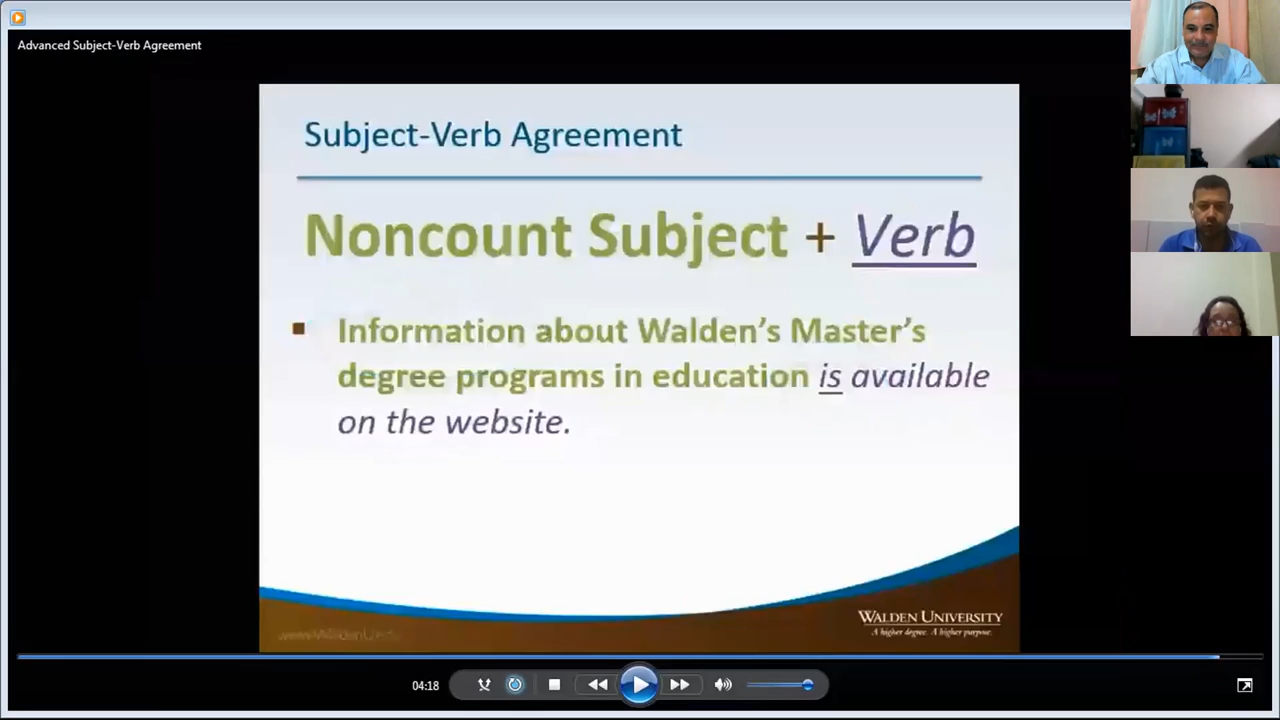 Advanced Subject-Verb Agreement
Subject-Verb Agreement
Noncount Subject + Verb
Information about Walden's Master's
degree programs in education is available
on the website.
WALDEN UNIVERSITY
A higher degree. A higher purpose.
04:18